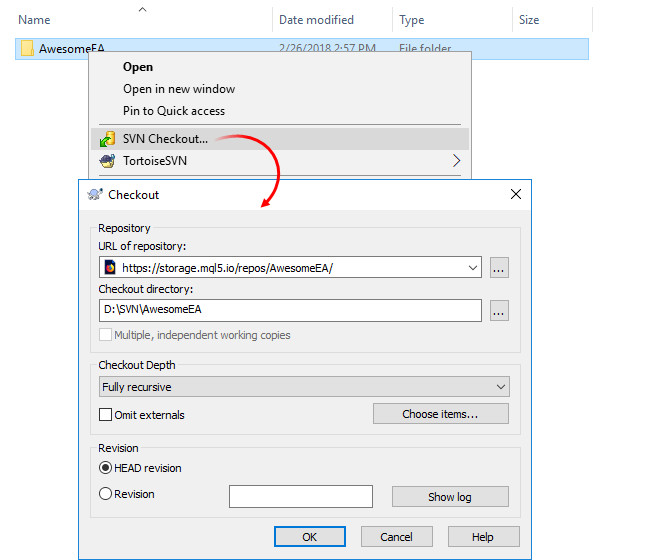 Name Date modified Type Size
AwesomeEA 2/26/2018 2:57 PM File folder
Open
Open in new window
Pin to Quick access
SVN Checkout...
TortoiseSVN
Checkout
Repository
URL of repository:
https://storage.mql5.io/repos/AwesomeEA/ ...
Checkout directory:
D:\SVN\AwesomeEA ...
Multiple, independent working copies
Checkout Depth
Fully recursive
Omit externals Choose items...
Revision
HEAD revision
Revision Show log
OK Cancel Help